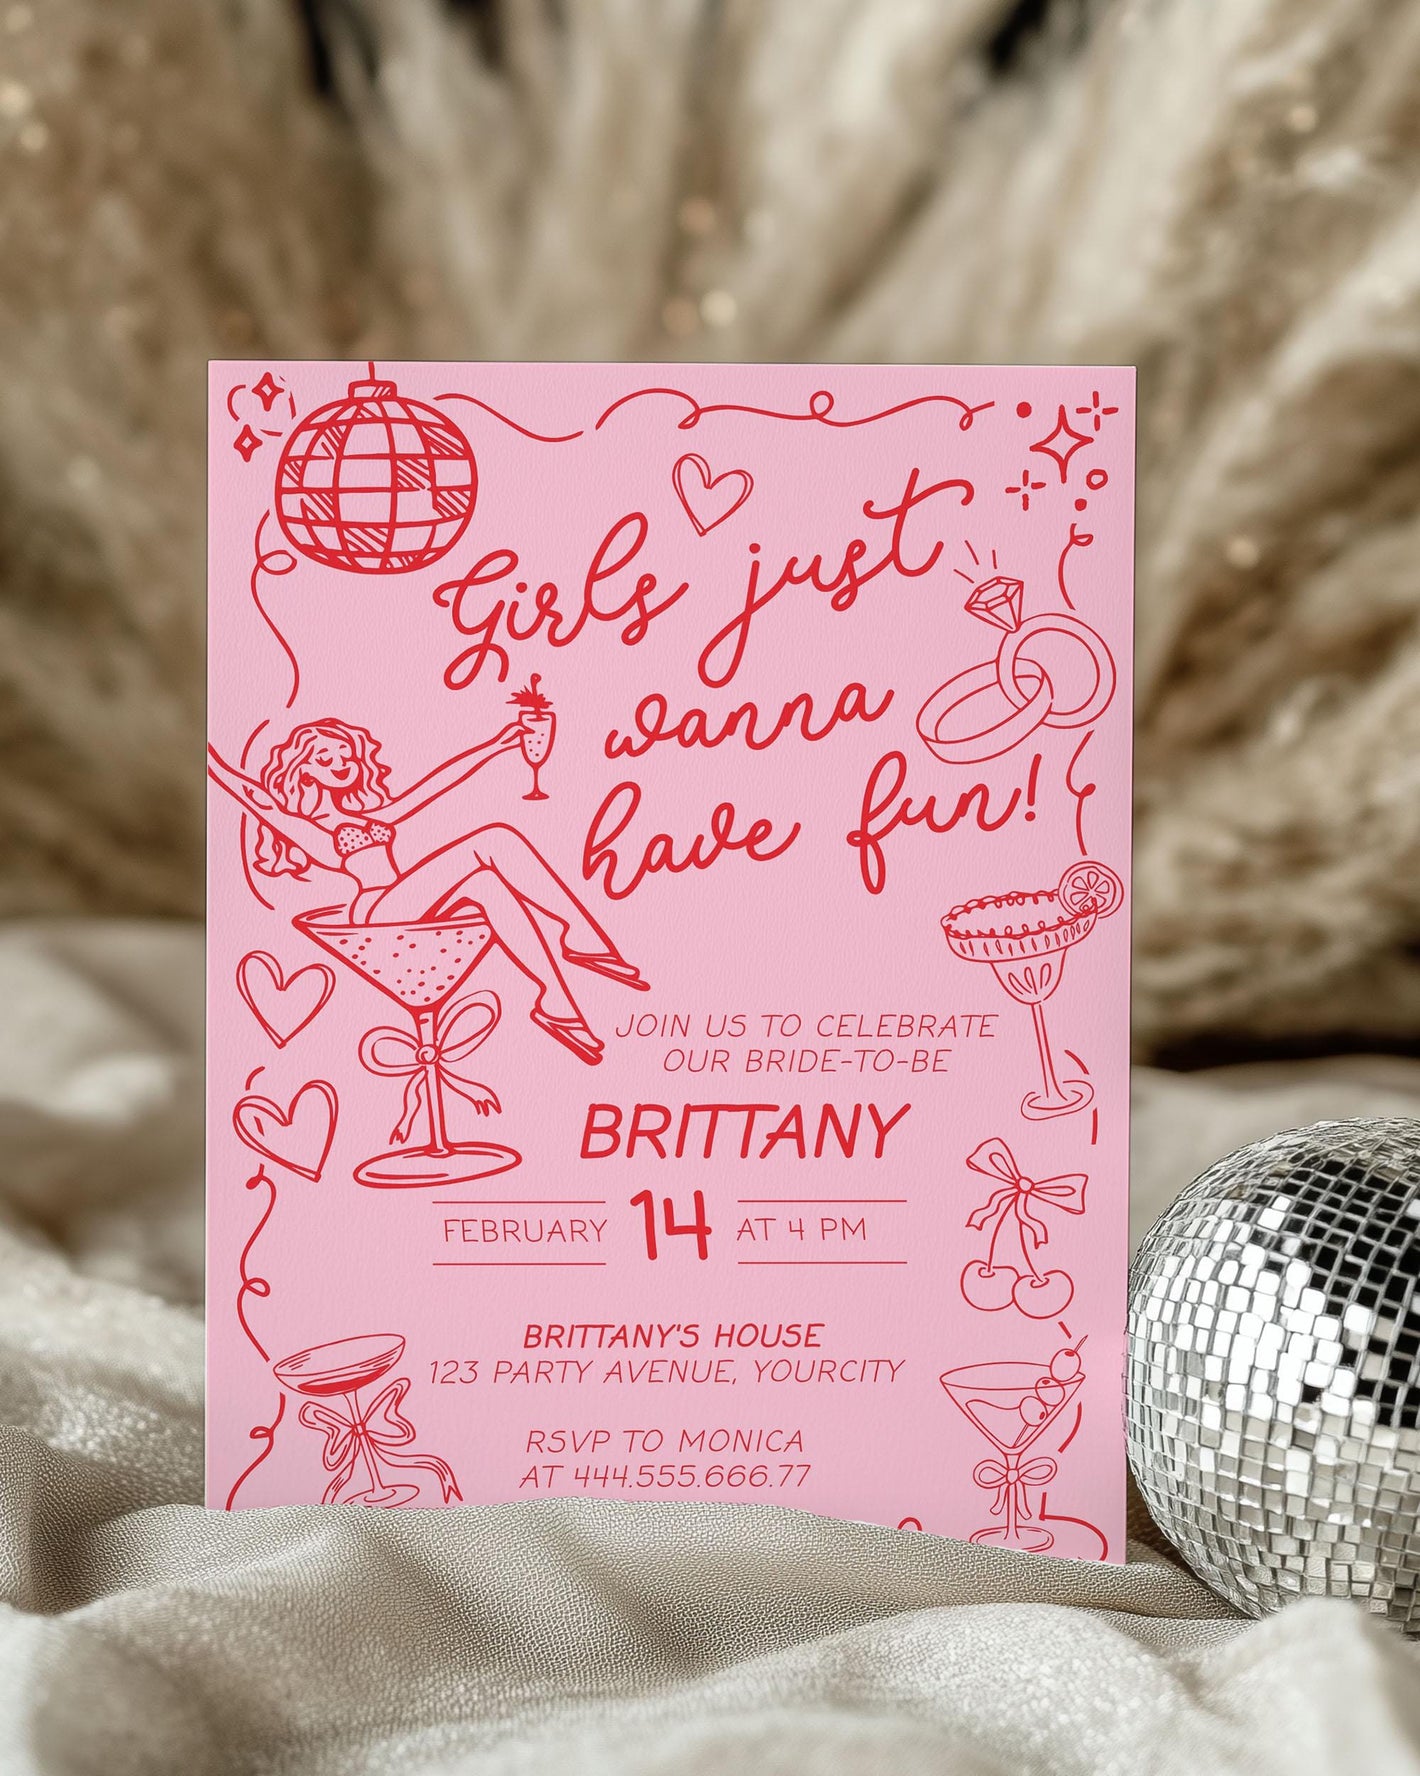 Girls just
wanna
have fun!
JOIN US TO CELEBRATE
OUR BRIDE-TO-BE
BRITTANY
FEBRUARY 14 AT 4 PM
BRITTANY'S HOUSE
123 PARTY AVENUE, YOURCITY
RSVP TO MONICA
AT 444.555.666.77